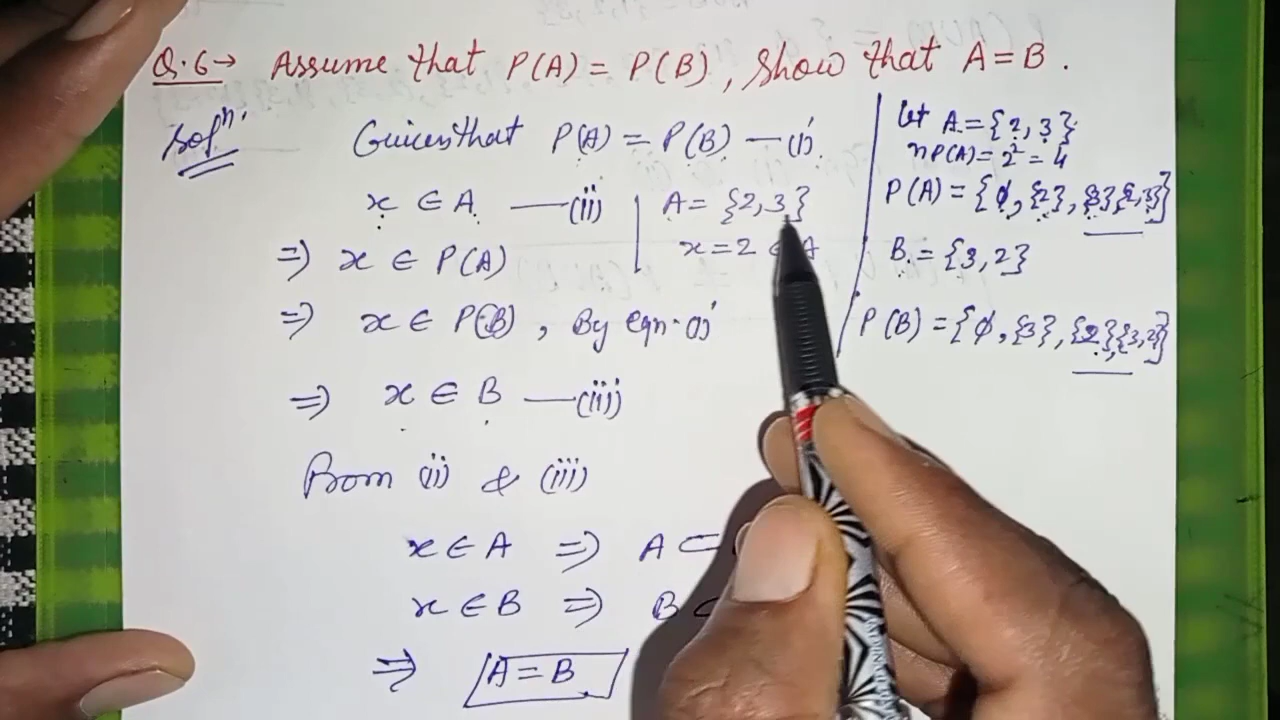 Q.6→ Assume that P(A) = P(B), Show that A = B.
Solⁿ.
Given that P(A) = P(B) —(i)
x ∈ A —(ii)
⇒ x ∈ P(A)
⇒ x ∈ P(B), By eqn.(i)
⇒ x ∈ B —(iii)
From (ii) & (iii)
x ∈ A ⇒ A ⊂
x ∈ B ⇒ B ⊂
⇒ A = B
A = {2,3}
x = 2 ∈ A
let A = {2,3}
nP(A) = 2² = 4
P(A) = {ϕ, {2}, {3}{2,3}}
B = {3,2}
P(B) = {ϕ, {3}, {2}{3,2}}